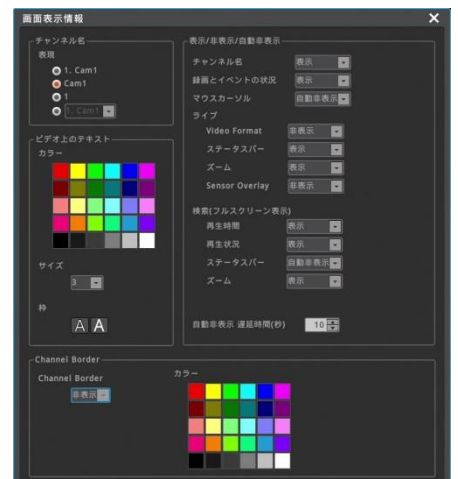 画面表示情報
チャンネル名
表現
1. Cam1
Cam1
1
1. Cam1
ビデオ上のテキスト
カラー
サイズ
3
枠
A A
表示/非表示/自動非表示
チャンネル名 表示
録画とイベントの状況 表示
マウスカーソル 自動非表示
ライブ
Video Format 非表示
ステータスバー 表示
ズーム 表示
Sensor Overlay 非表示
検索(フルスクリーン表示)
再生時間 表示
再生状況 表示
ステータスバー 自動非表示
ズーム 表示
自動非表示 遅延時間(秒) 10
Channel Border
Channel Border
非表示
カラー